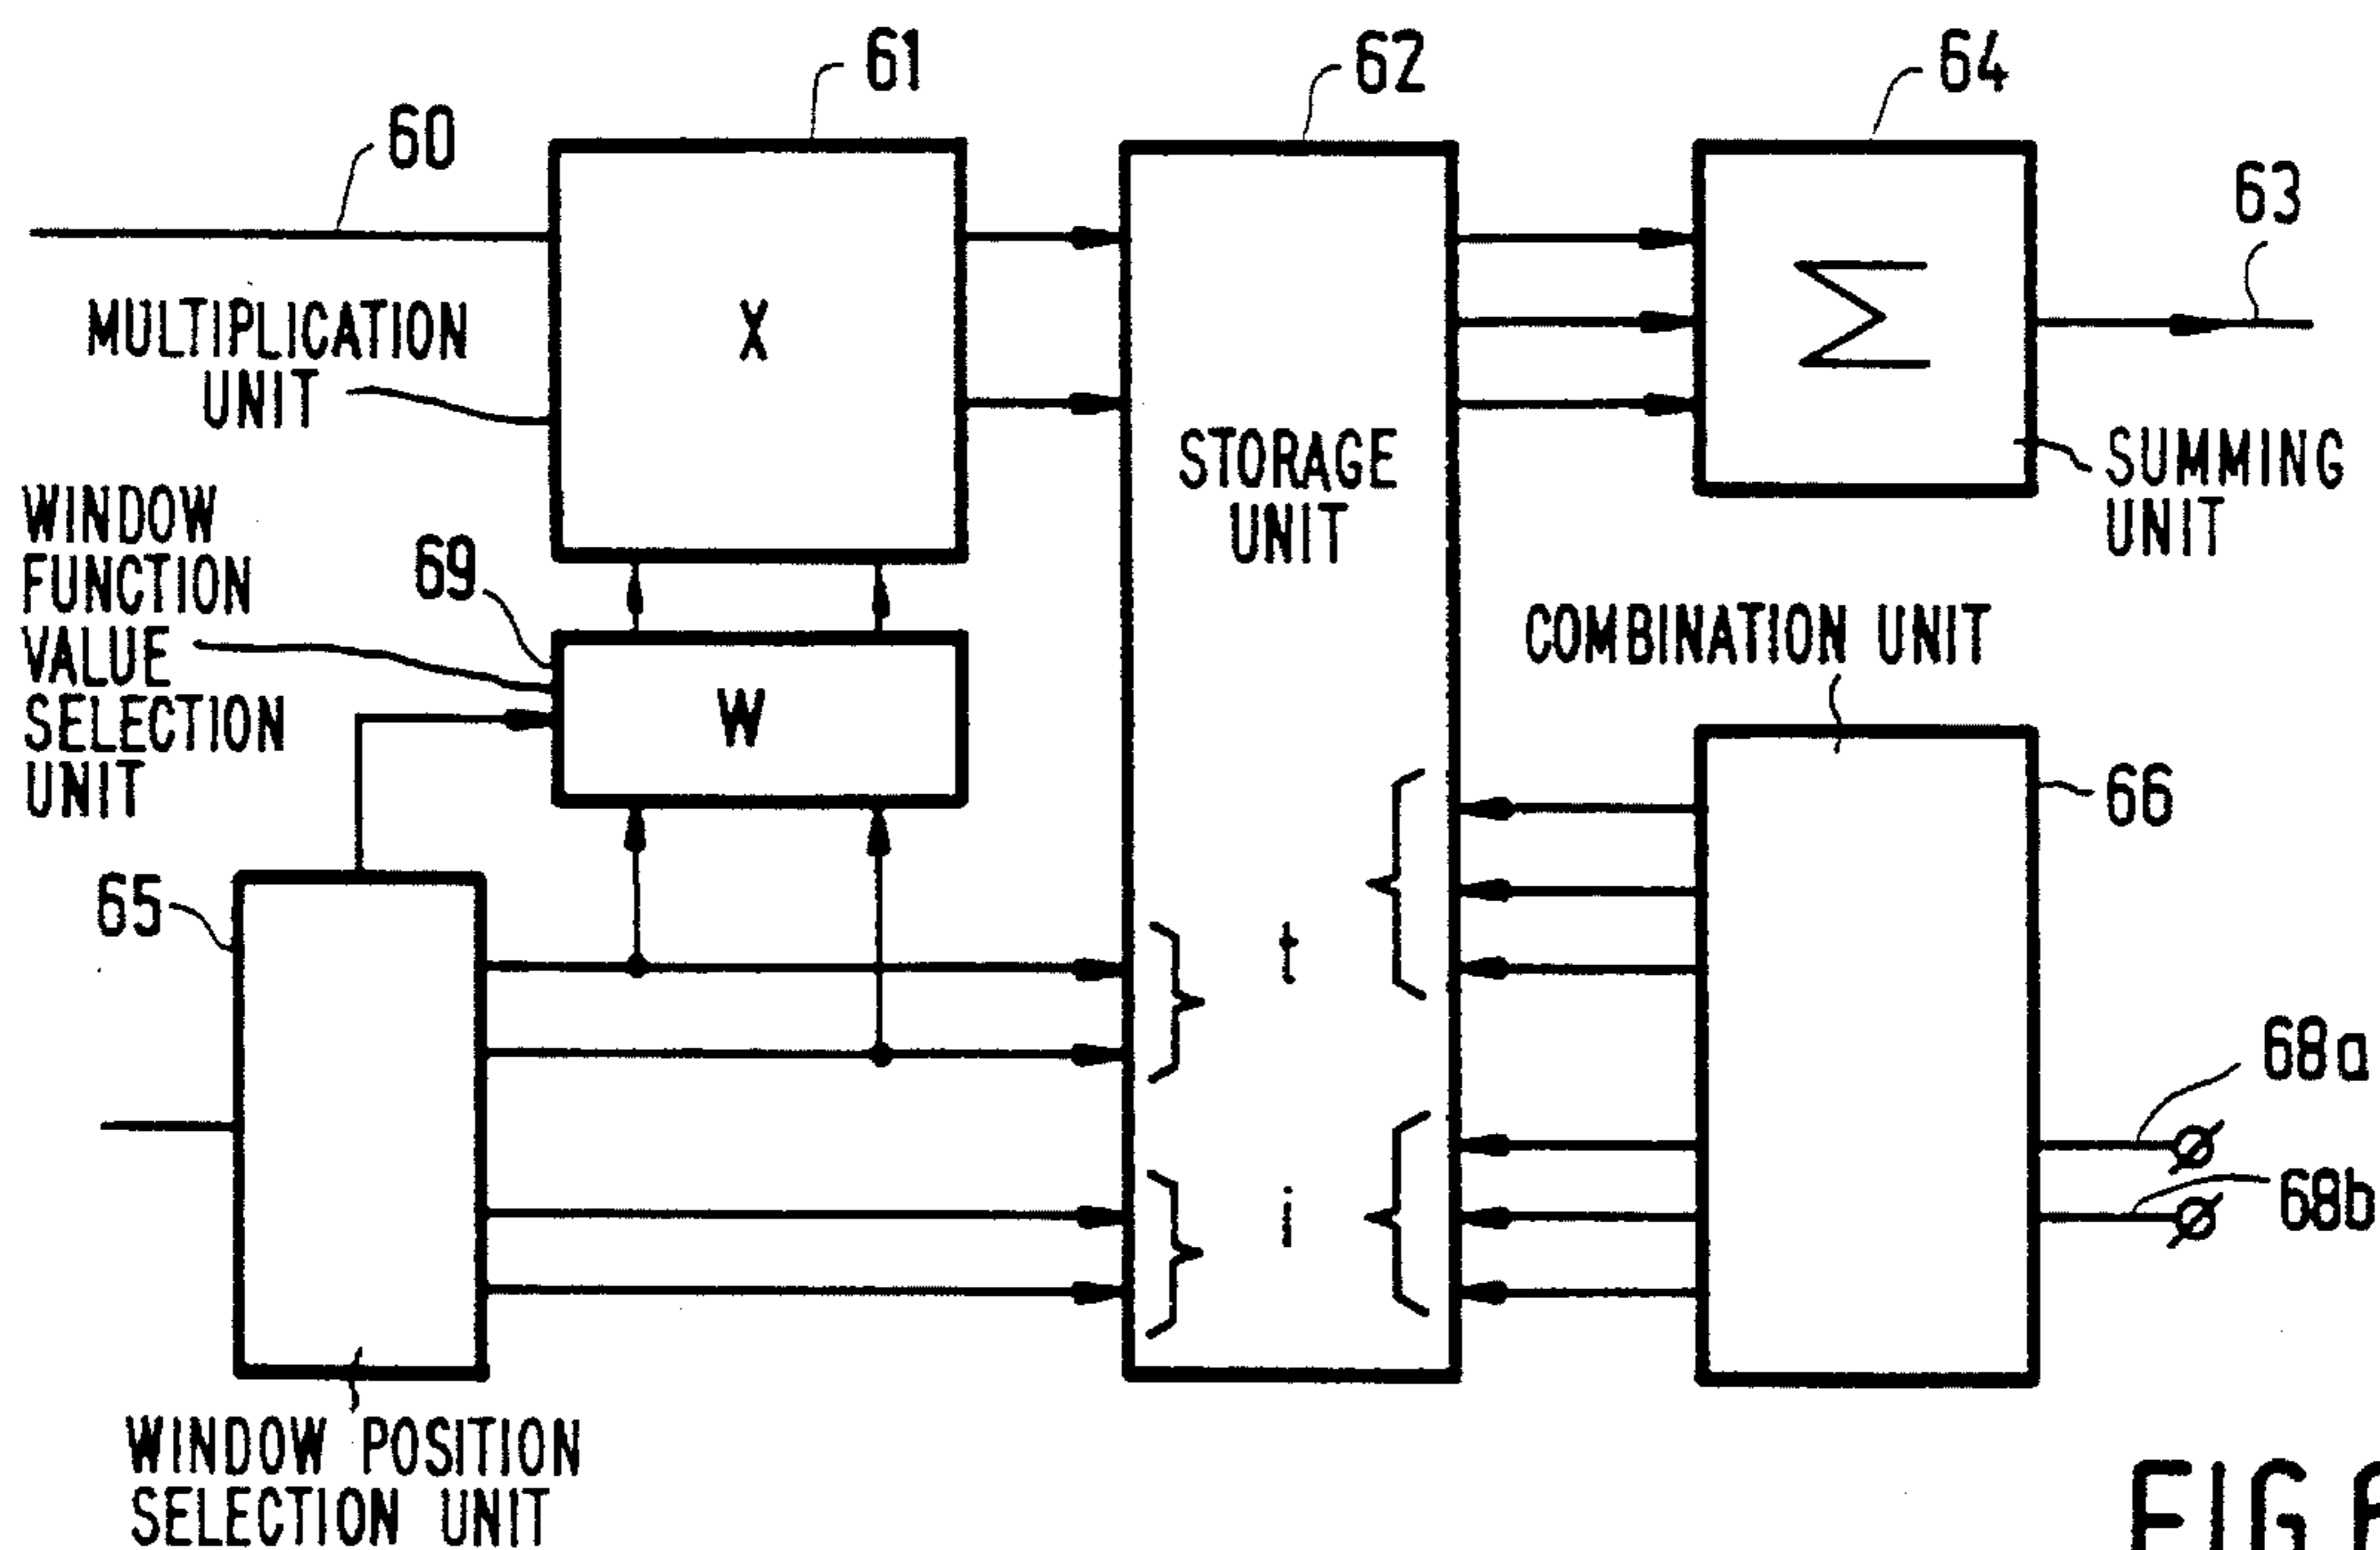 61
62
64
60
63
MULTIPLICATION
UNIT
X
Σ
STORAGE
UNIT
SUMMING
UNIT
WINDOW
FUNCTION
VALUE
SELECTION
UNIT
69
W
COMBINATION UNIT
66
65
t
i
68a
68b
WINDOW POSITION
SELECTION UNIT